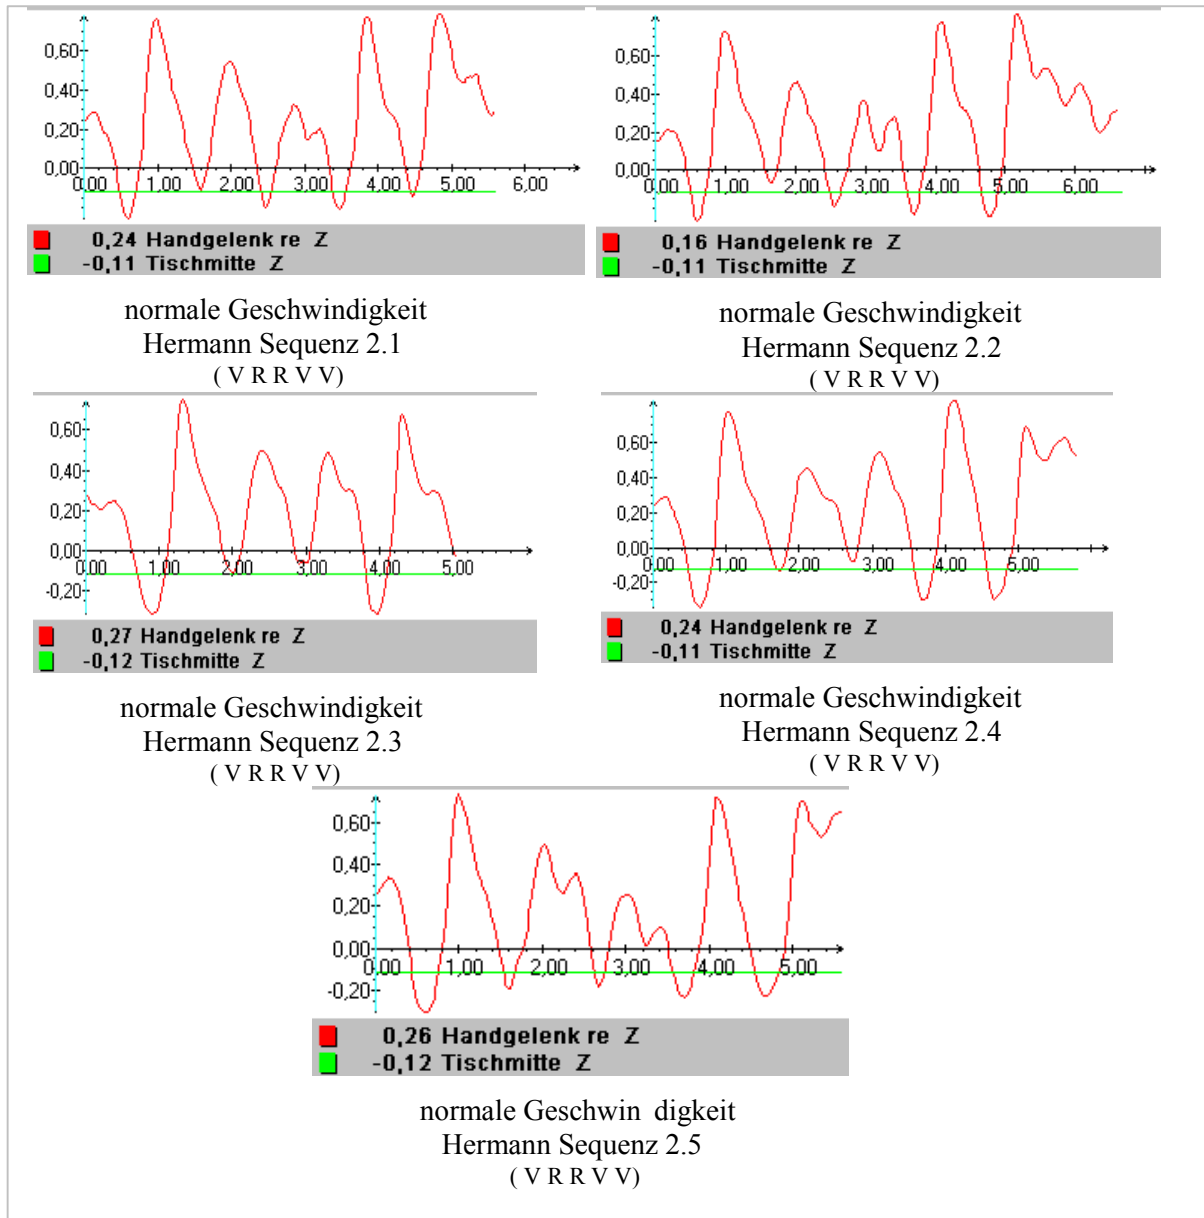 0,60
0,40
0,20
0,00
0,00 1,00 2,00 3,00 4,00 5,00 6,00
0,24 Handgelenk re Z
-0,11 Tischmitte Z
normale Geschwindigkeit
Hermann Sequenz 2.1
( V R R V V)
0,60
0,40
0,20
0,00
0,00 1,00 2,00 3,00 4,00 5,00 6,00
0,16 Handgelenk re Z
-0,11 Tischmitte Z
normale Geschwindigkeit
Hermann Sequenz 2.2
( V R R V V)
0,60
0,40
0,20
0,00
0,00 1,00 2,00 3,00 4,00 5,00
-0,20
0,27 Handgelenk re Z
-0,12 Tischmitte Z
normale Geschwindigkeit
Hermann Sequenz 2.3
( V R R V V)
0,60
0,40
0,20
0,00
0,00 1,00 2,00 3,00 4,00 5,00
-0,20
0,24 Handgelenk re Z
-0,11 Tischmitte Z
normale Geschwindigkeit
Hermann Sequenz 2.4
( V R R V V)
0,60
0,40
0,20
0,00
0,00 1,00 2,00 3,00 4,00 5,00
-0,20
0,26 Handgelenk re Z
-0,12 Tischmitte Z
normale Geschwin digkeit
Hermann Sequenz 2.5
( V R R V V)